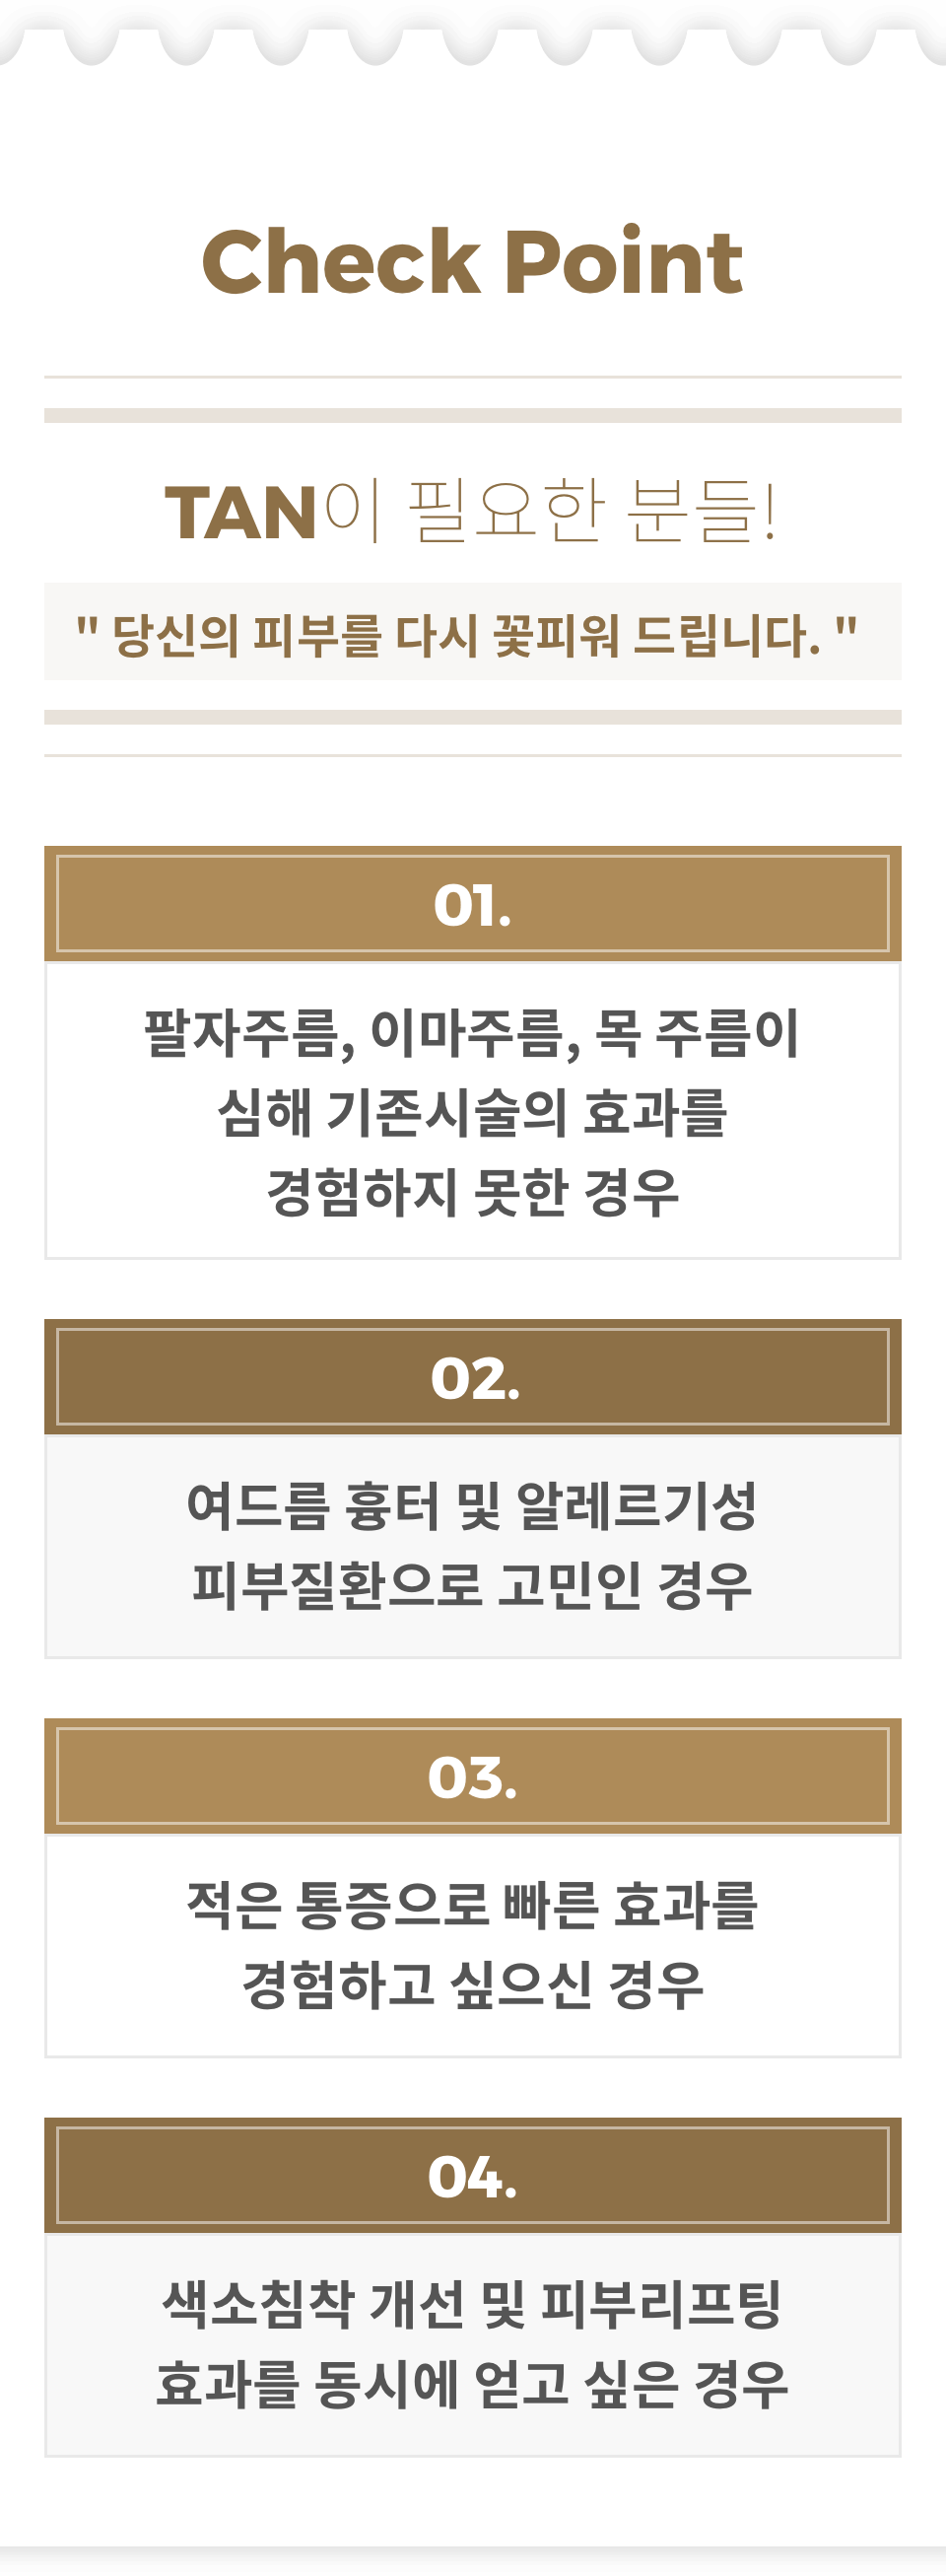 Check Point
TAN이 필요한 분들!
" 당신의 피부를 다시 꽃피워 드립니다. "
01.
팔자주름, 이마주름, 목 주름이
심해 기존시술의 효과를
경험하지 못한 경우
02.
여드름 흉터 및 알레르기성
피부질환으로 고민인 경우
03.
적은 통증으로 빠른 효과를
경험하고 싶으신 경우
04.
색소침착 개선 및 피부리프팅
효과를 동시에 얻고 싶은 경우